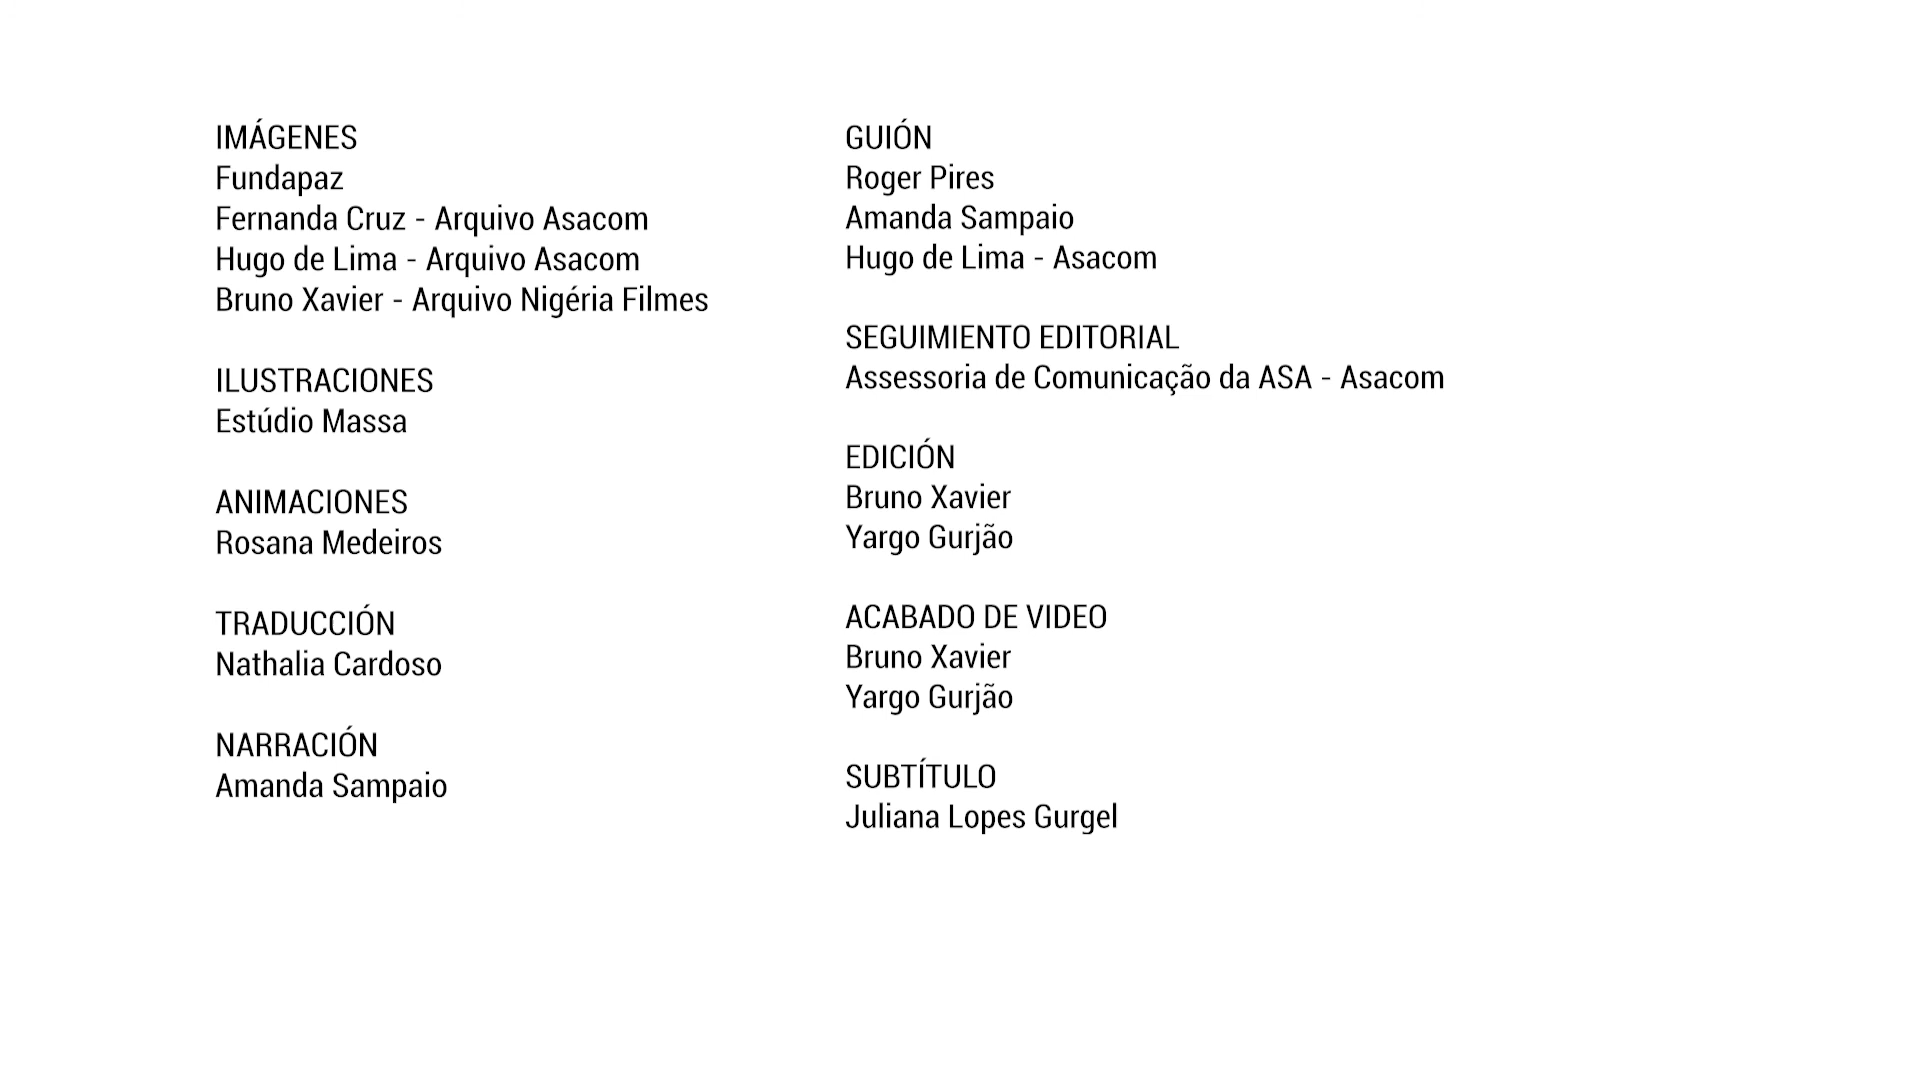 IMÁGENES
Fundapaz
Fernanda Cruz - Arquivo Asacom
Hugo de Lima - Arquivo Asacom
Bruno Xavier - Arquivo Nigéria Filmes
ILUSTRACIONES
Estúdio Massa
ANIMACIONES
Rosana Medeiros
TRADUCCIÓN
Nathalia Cardoso
NARRACIÓN
Amanda Sampaio
GUIÓN
Roger Pires
Amanda Sampaio
Hugo de Lima - Asacom
SEGUIMIENTO EDITORIAL
Assessoria de Comunicação da ASA - Asacom
EDICIÓN
Bruno Xavier
Yargo Gurjão
ACABADO DE VIDEO
Bruno Xavier
Yargo Gurjão
SUBTÍTULO
Juliana Lopes Gurgel